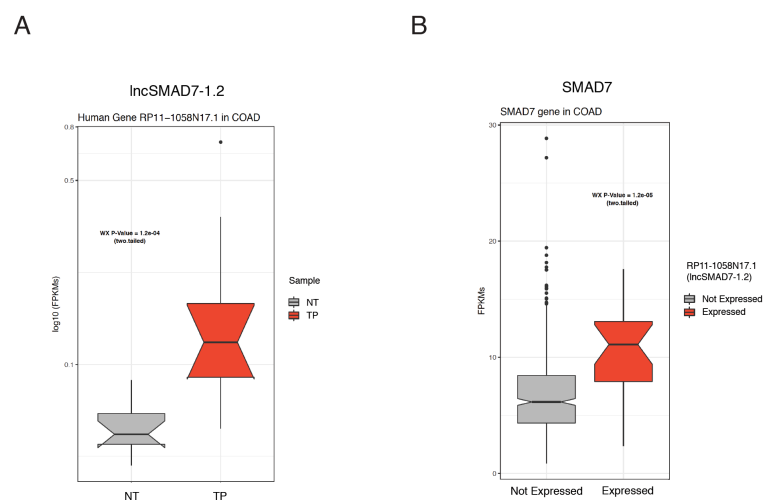 A
lncSMAD7-1.2
Human Gene RP11−1058N17.1 in COAD
0.8
0.5
0.1
log10 (FPKMs)
WX P-Value = 1.2e-04
(two.tailed)
NT
TP
Sample
NT
TP
B
SMAD7
SMAD7 gene in COAD
30
20
10
0
FPKMs
WX P-Value = 1.2e-06
(two.tailed)
Not Expressed
Expressed
RP11-1058N17.1
(lncSMAD7-1.2)
Not Expressed
Expressed